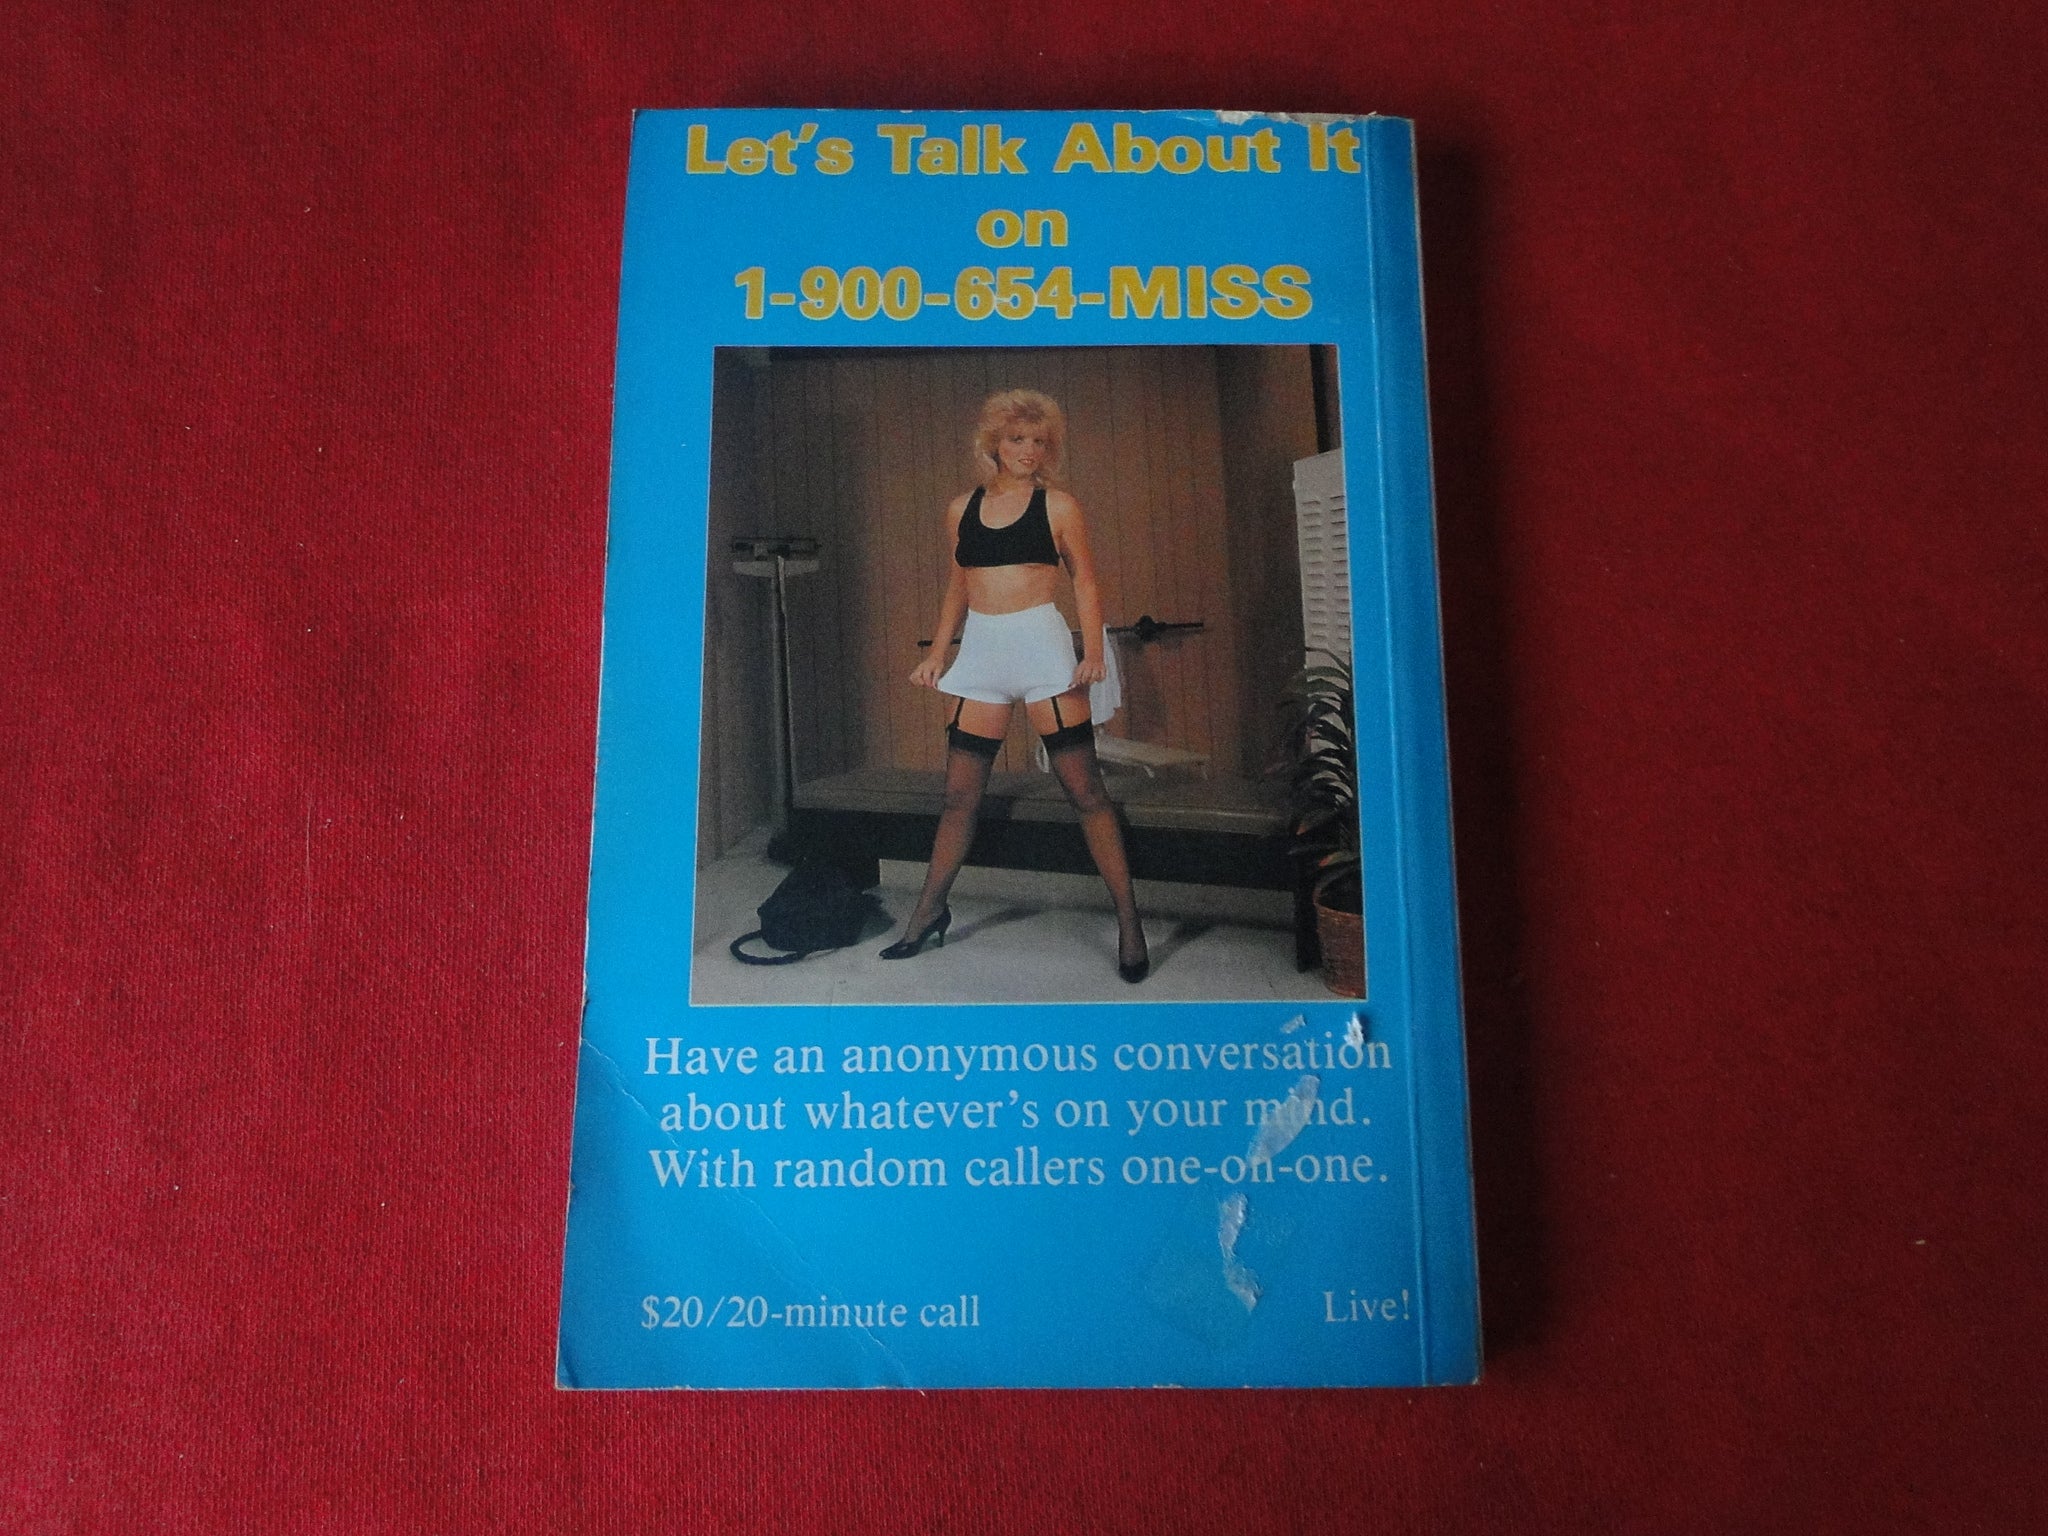 Let's Talk About It
on
1-900-654-MISS
Have an anonymous conversation
about whatever's on your mind.
With random callers one-on-one.
$20/20-minute call
Live!